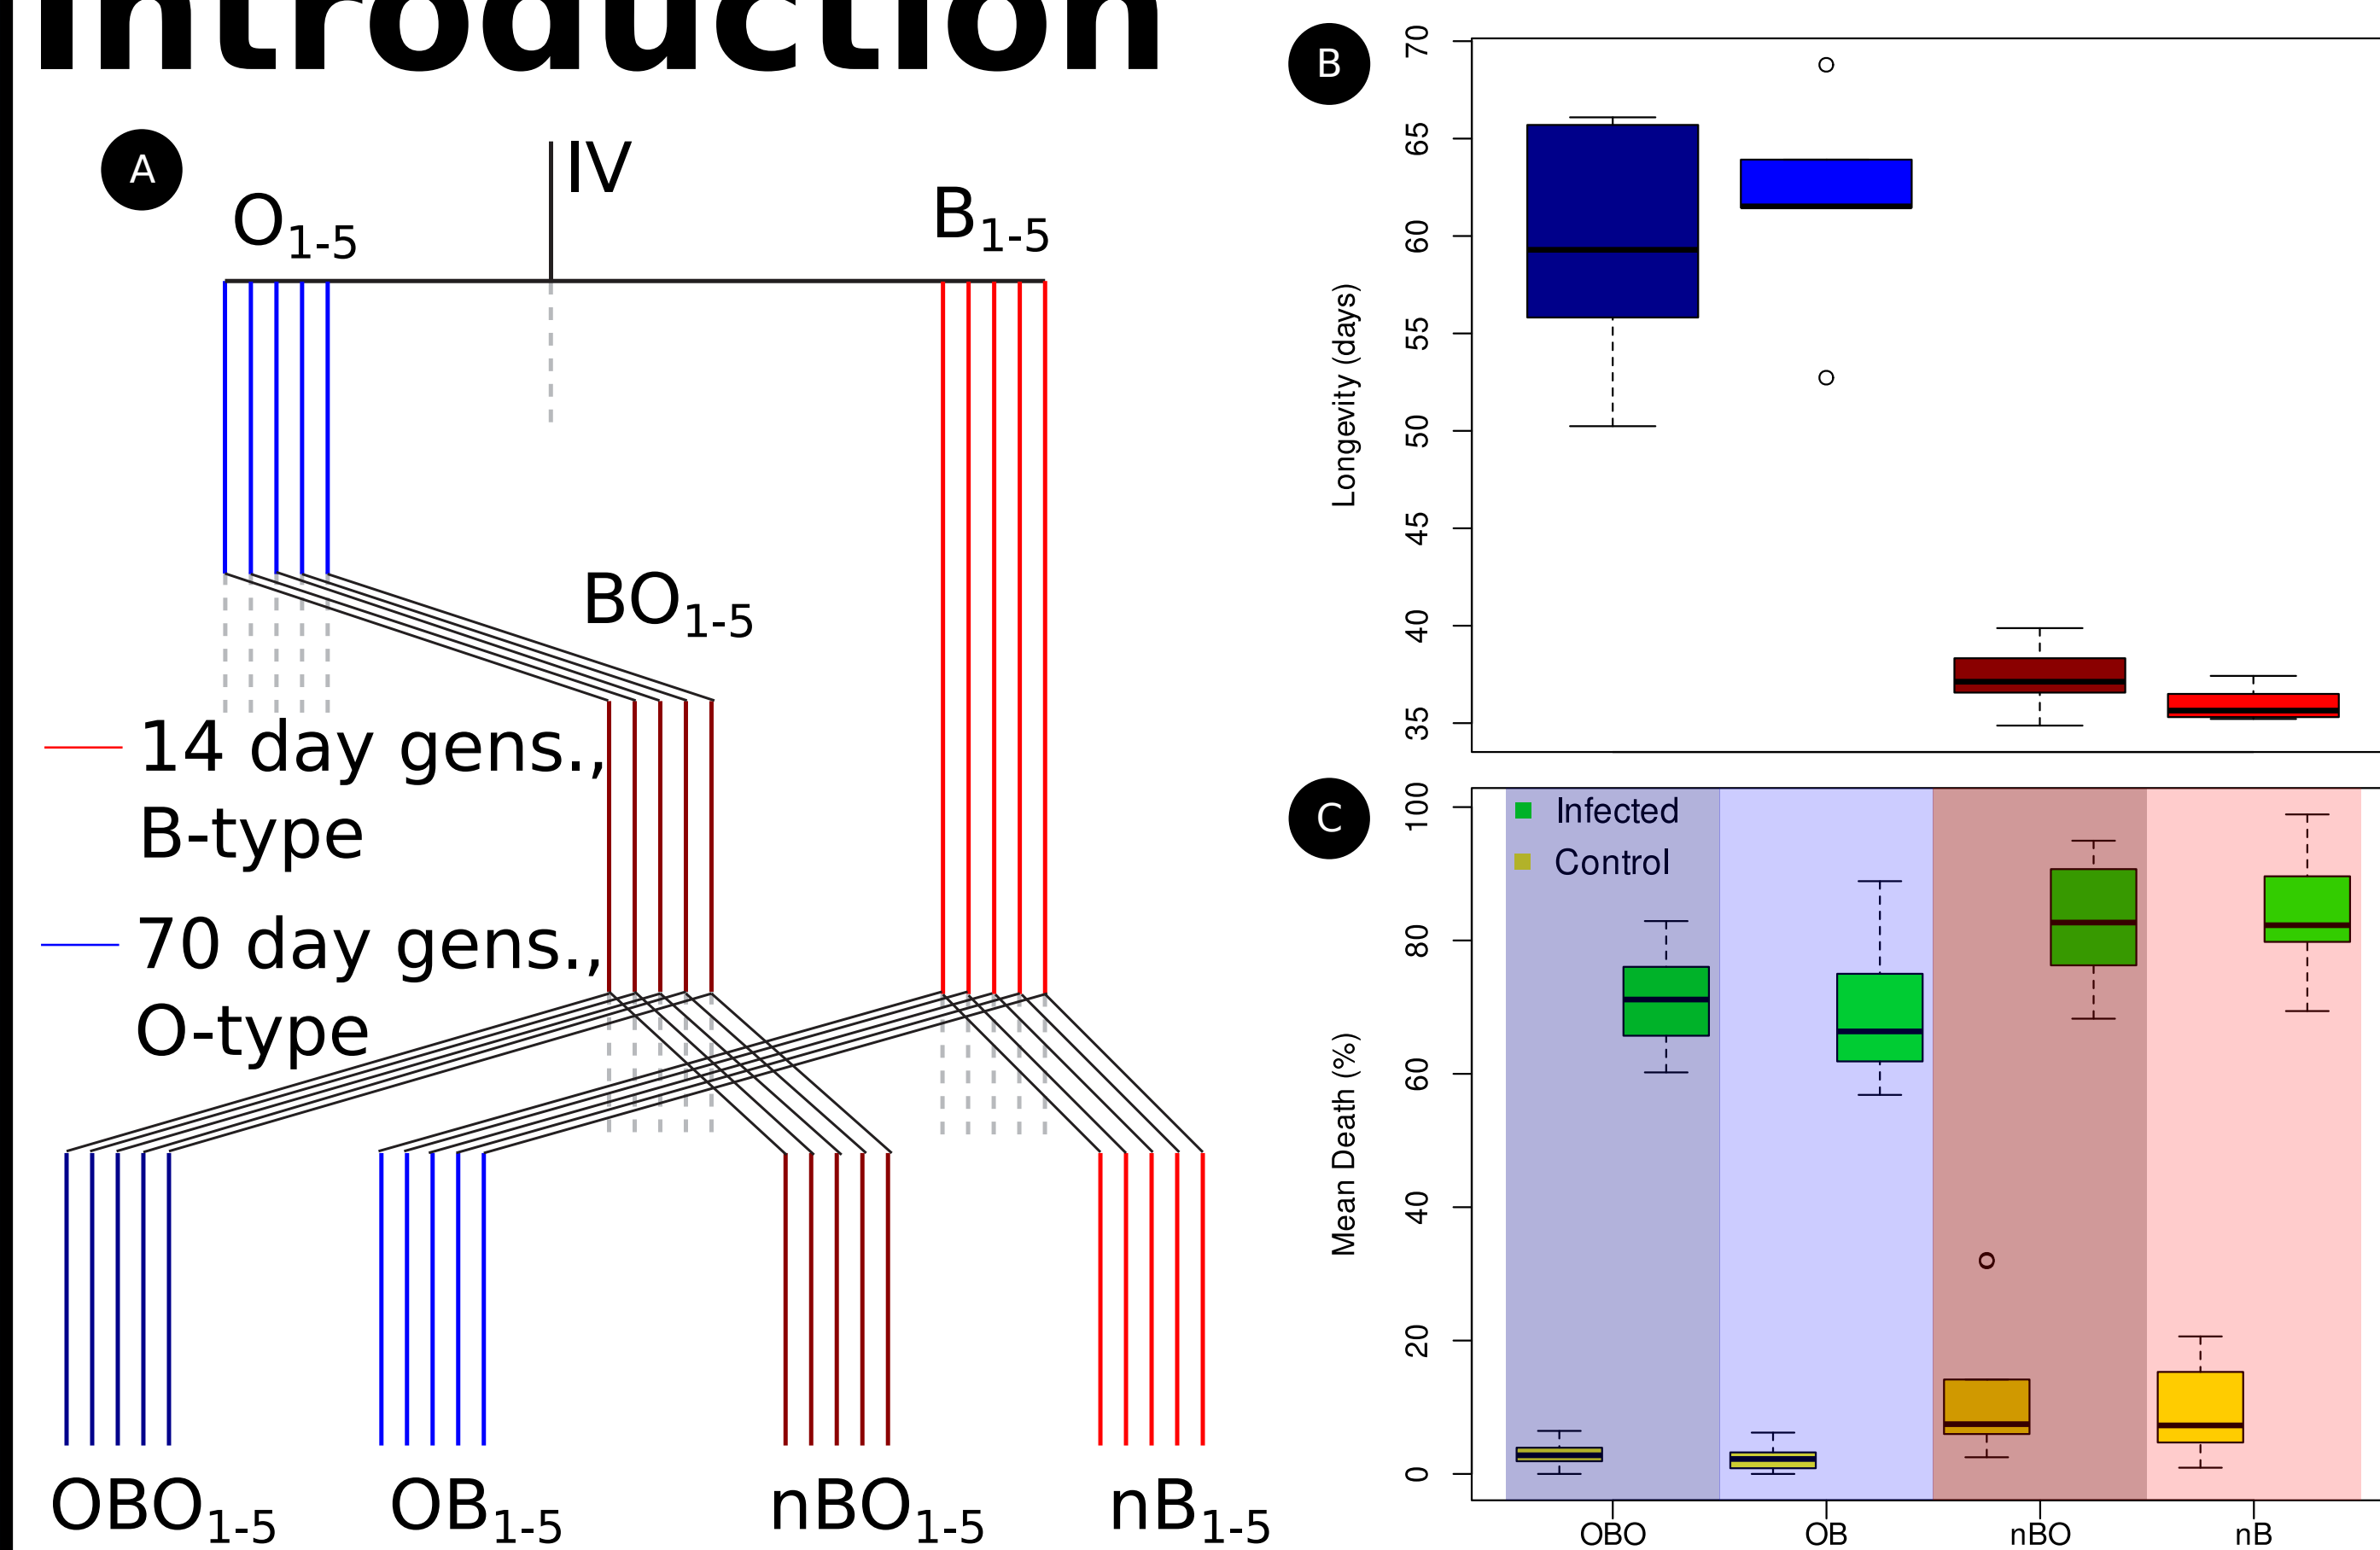 Introduction
A
IV
O1-5
B1-5
BO1-5
14 day gens.,
B-type
70 day gens.,
O-type
OBO1-5
OB1-5
nBO1-5
nB1-5
B
Longevity (days)
70
65
60
55
50
45
40
35
C
Infected
Control
Mean Death (%)
100
80
60
40
20
0
OBO
OB
nBO
nB